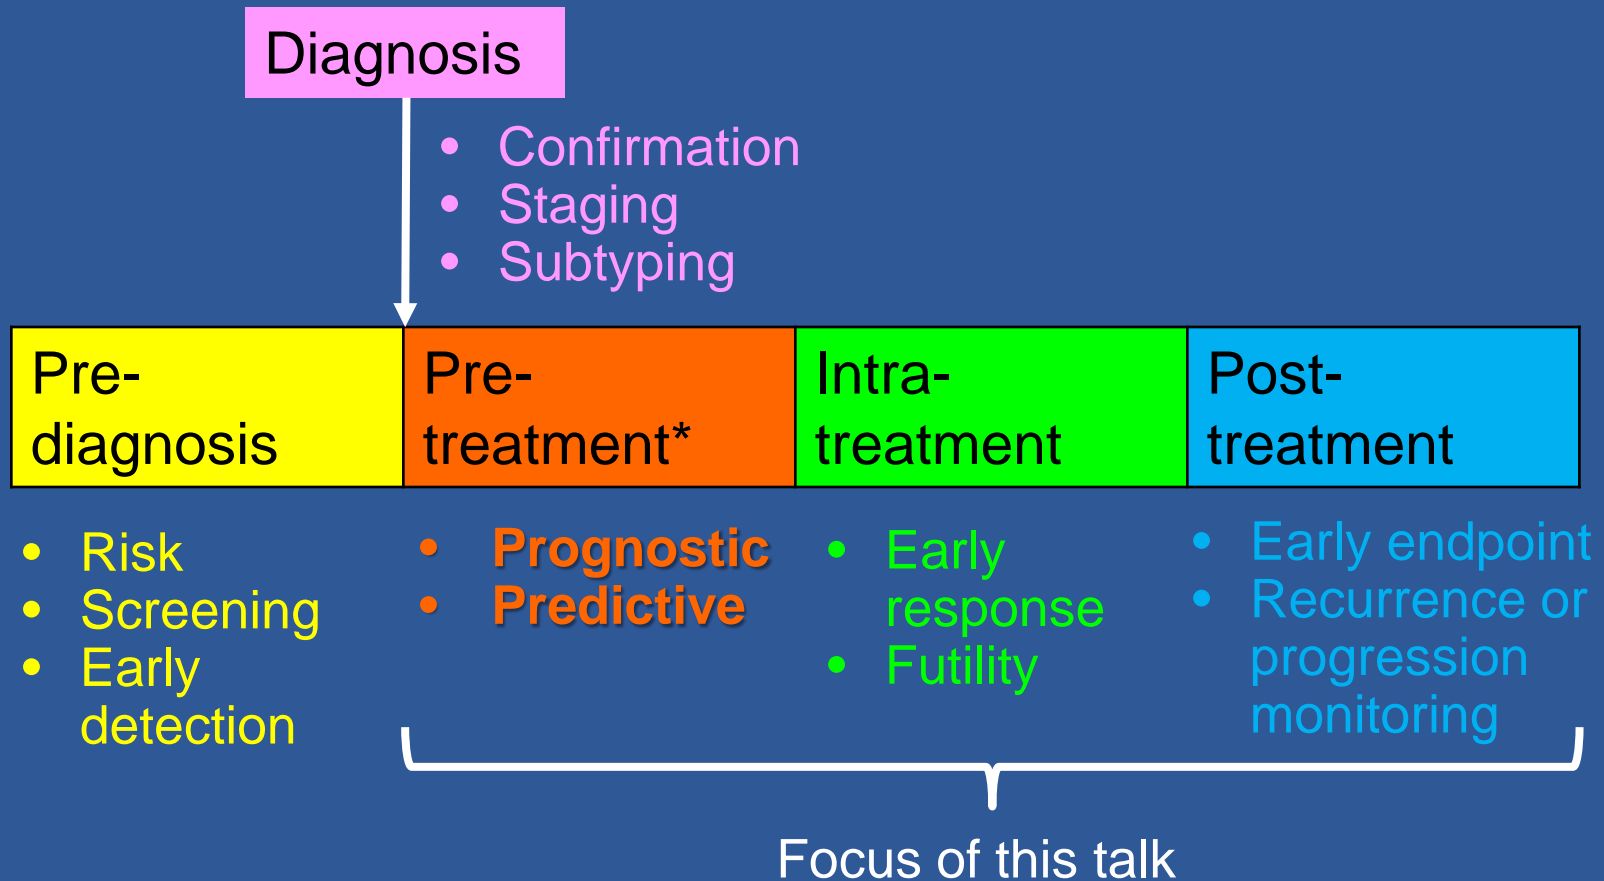 Diagnosis
• Confirmation
• Staging
• Subtyping
Pre-
diagnosis
Pre-
treatment*
Intra-
treatment
Post-
treatment
• Risk
• Screening
• Early
detection
• Prognostic
• Predictive
• Early
response
• Futility
• Early endpoint
• Recurrence or
progression
monitoring
Focus of this talk